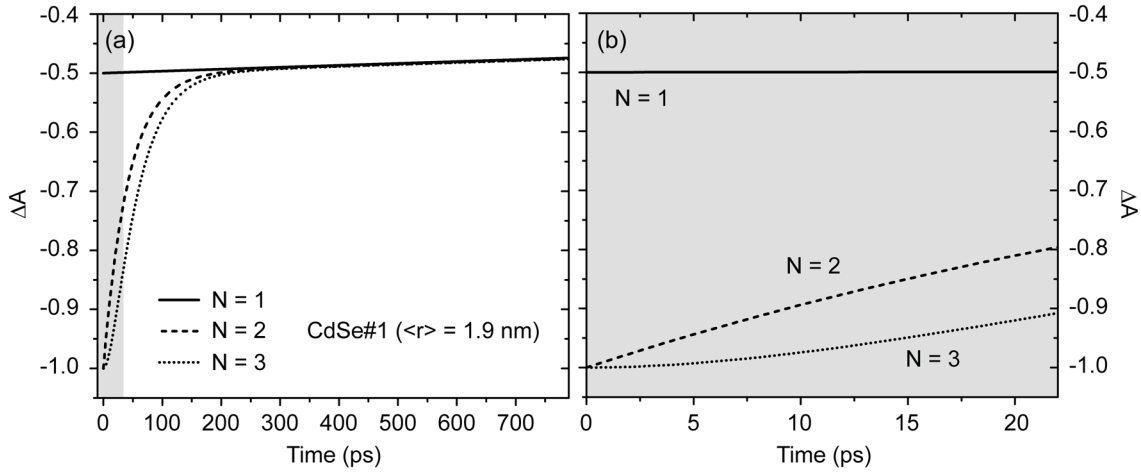 -0.4
-0.5
-0.6
-0.7
-0.8
-0.9
-1.0
ΔA
(a)
N = 1
N = 2
N = 3
CdSe#1 (<r> = 1.9 nm)
0 100 200 300 400 500 600 700
Time (ps)
(b)
N = 1
N = 2
N = 3
0 5 10 15 20
Time (ps)
-0.4
-0.5
-0.6
-0.7
-0.8
-0.9
-1.0
ΔA